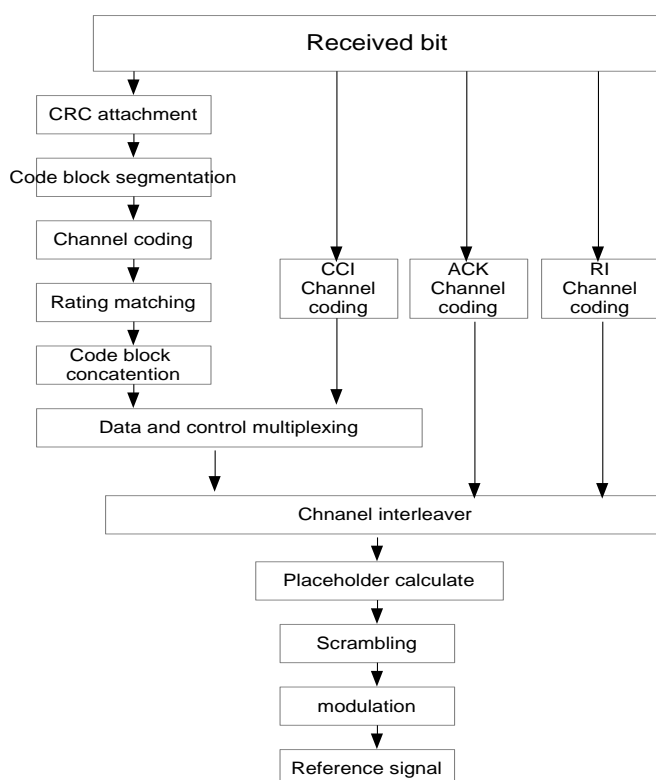 Received bit
CRC attachment
Code block segmentation
Channel coding
Rating matching
Code block
concatention
CCI
Channel
coding
ACK
Channel
coding
RI
Channel
coding
Data and control multiplexing
Chnanel interleaver
Placeholder calculate
Scrambling
modulation
Reference signal